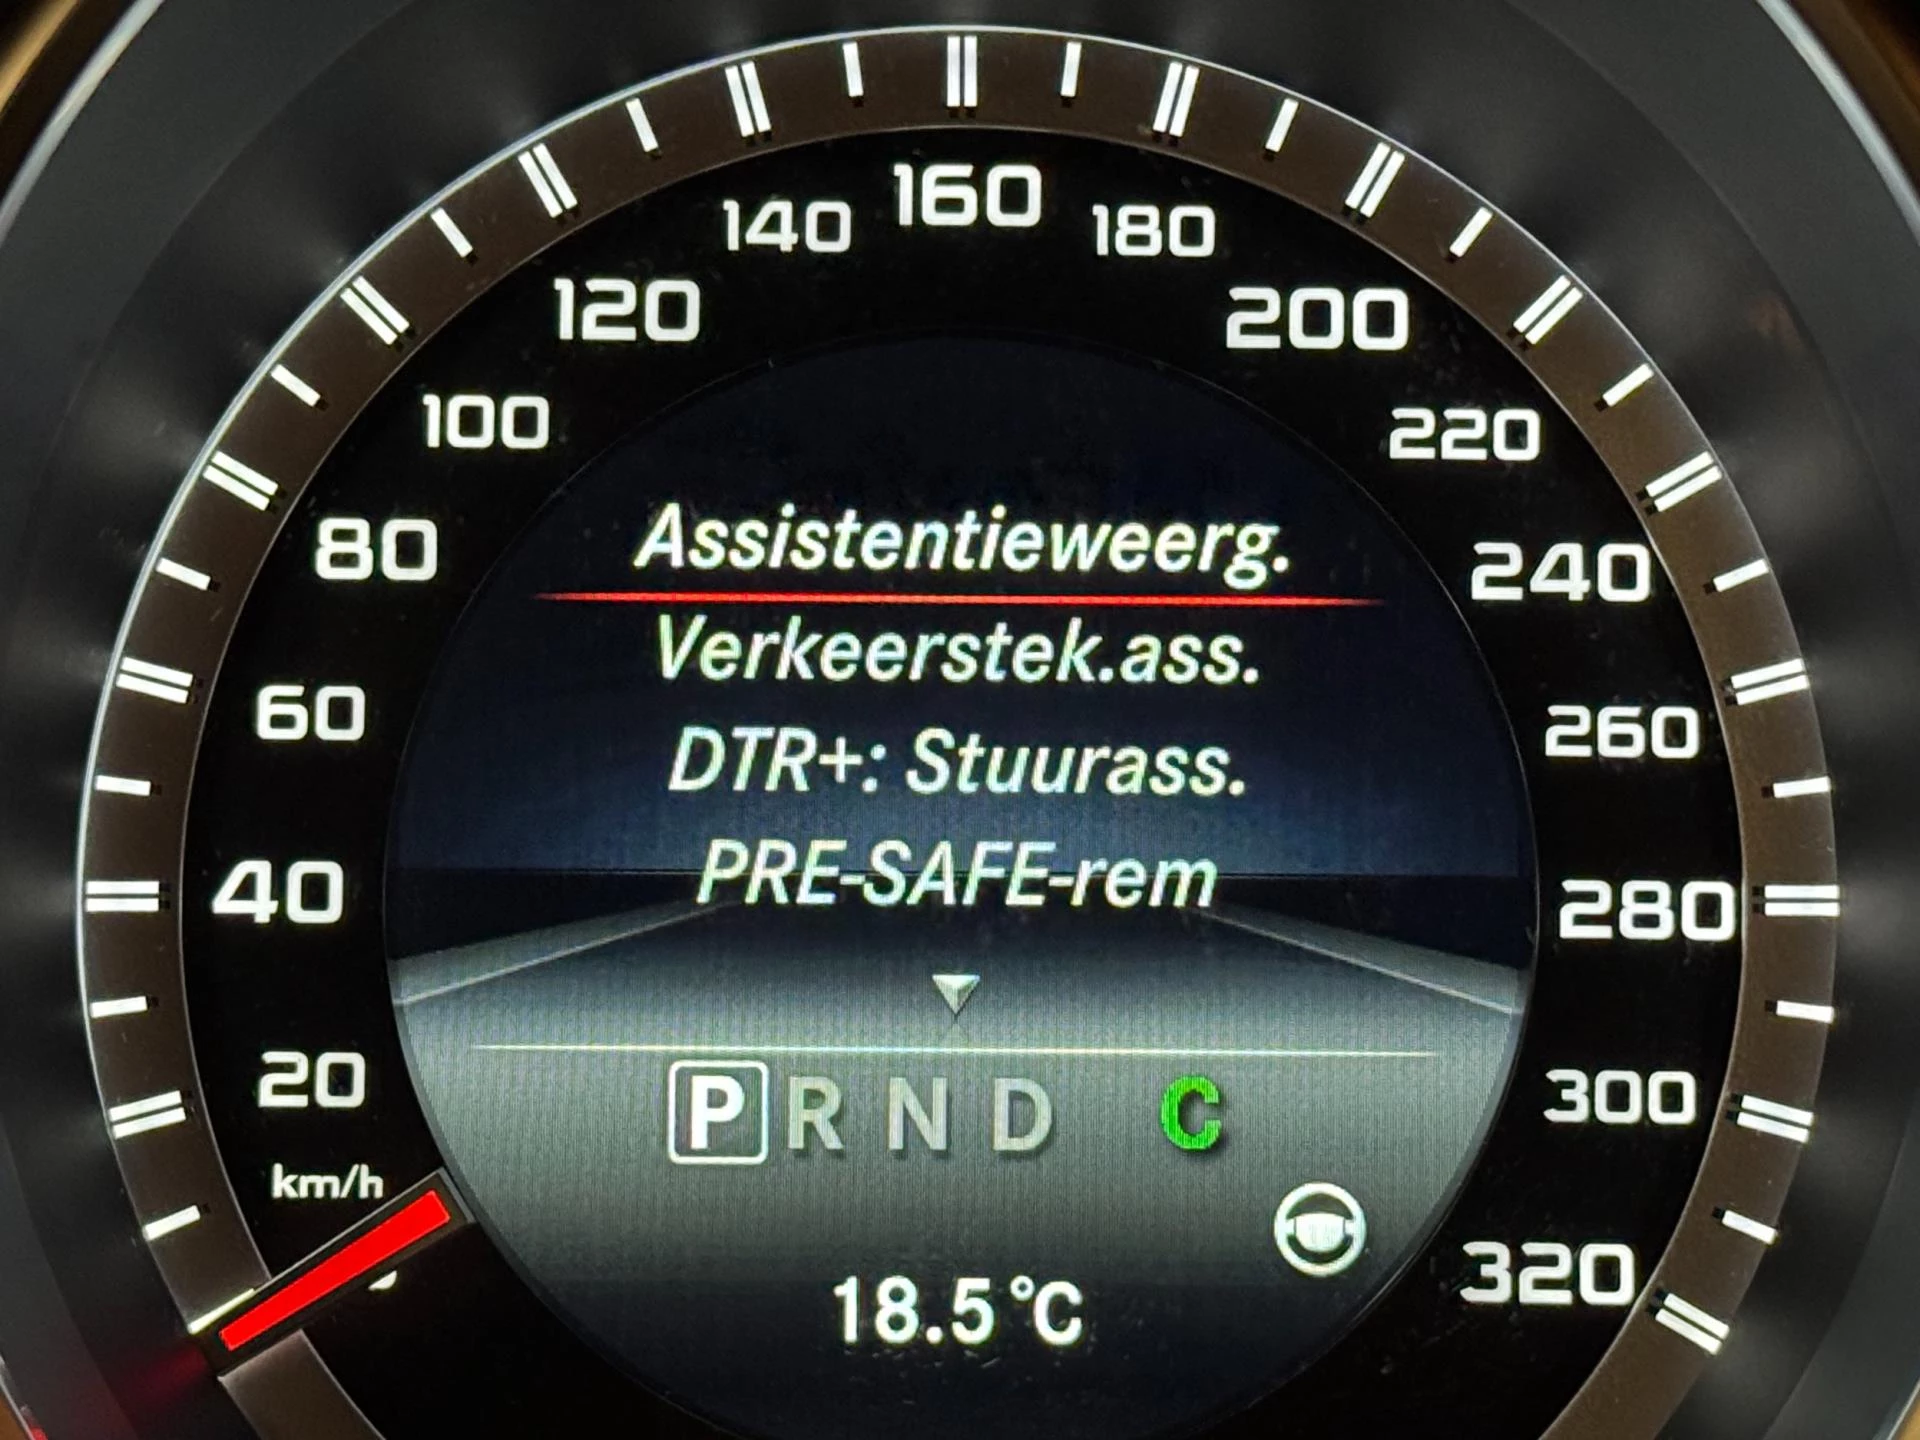 160
140 180
120 200
100 220
80 240
60 260
40 280
20 300
km/h 320
Assistentieweerg.
Verkeerstek.ass.
DTR+: Stuurass.
PRE-SAFE-rem
P R N D C
18.5°C